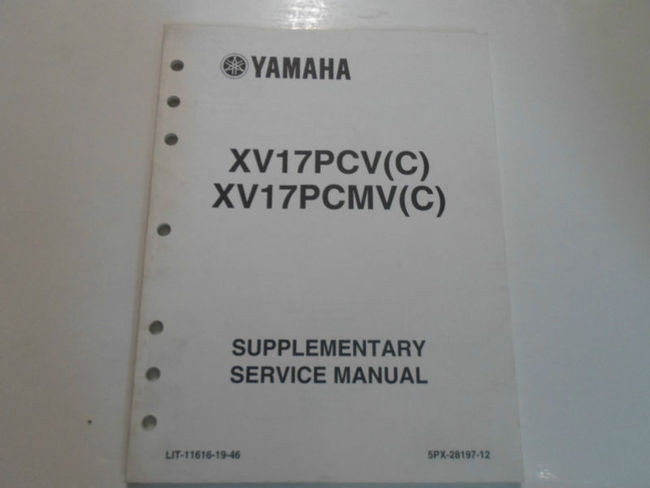 YAMAHA
XV17PCV(C)
XV17PCMV(C)
SUPPLEMENTARY
SERVICE MANUAL
LIT-11616-19-46 5PX-28197-12